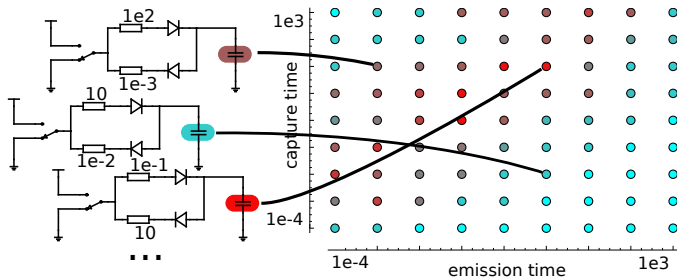 1e2
1e-3
10
1e-2
1e-1
10
...
1e3
capture time
1e-4
1e-4
emission time
1e3